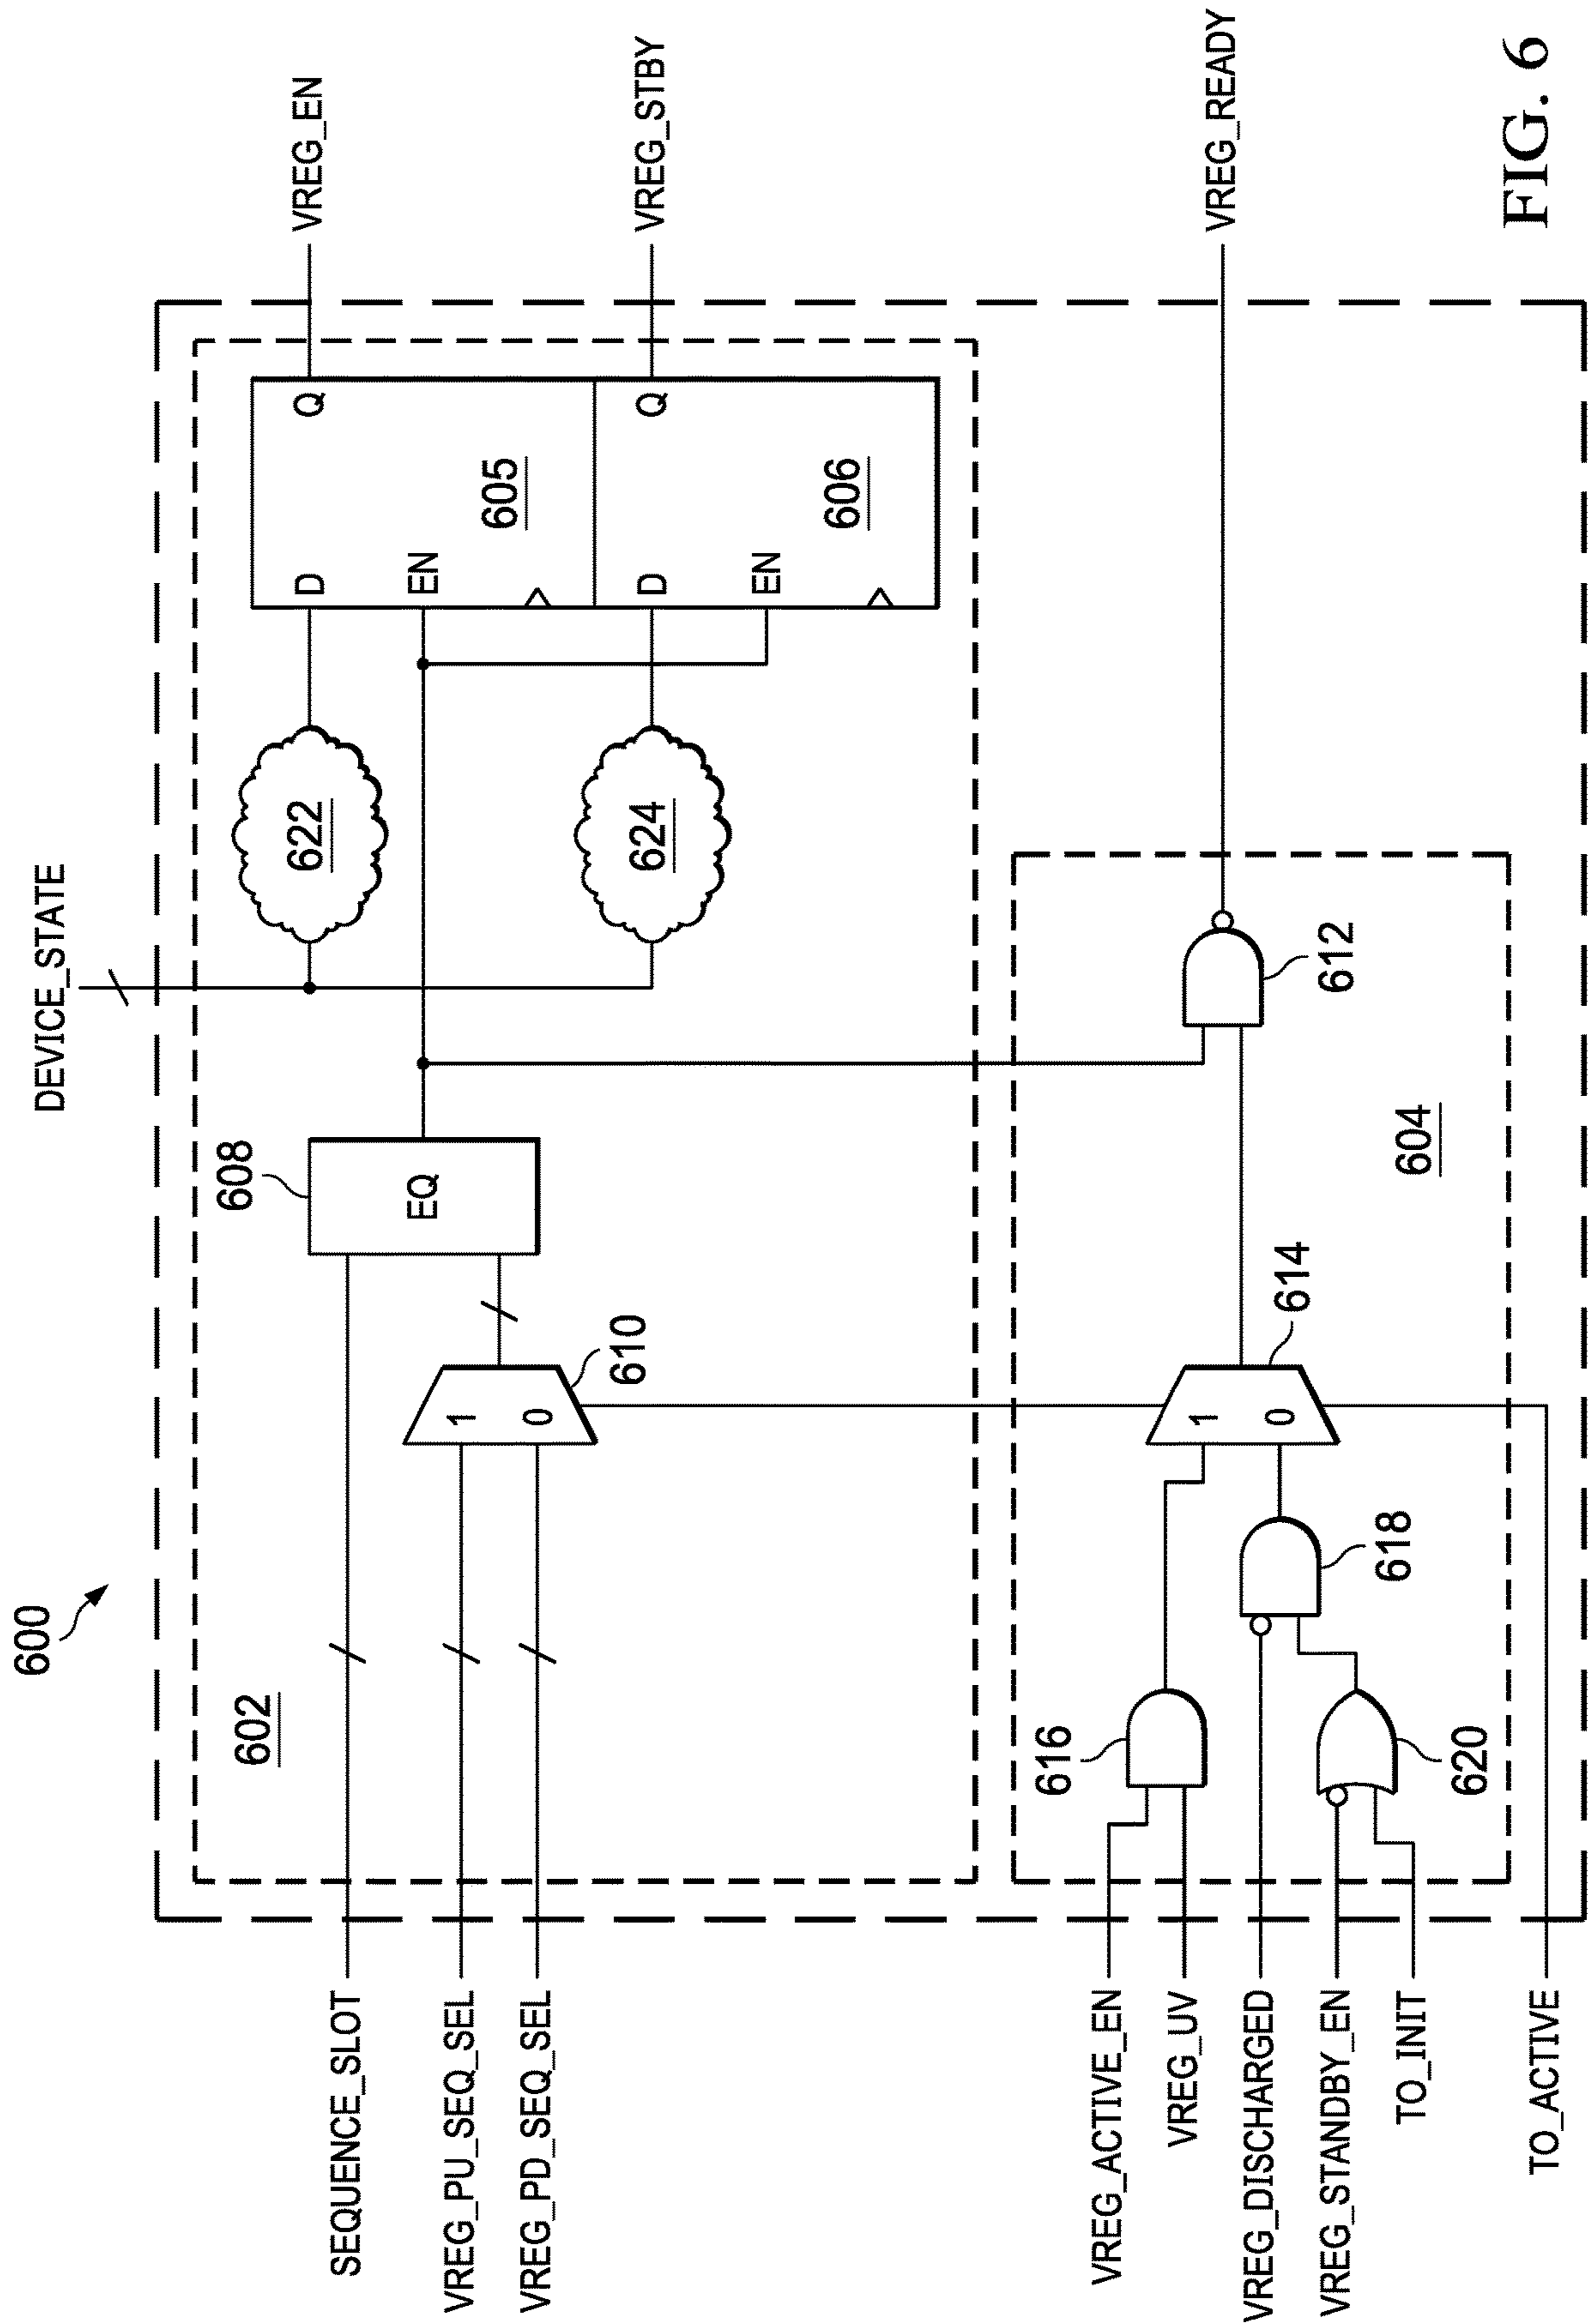 600
DEVICE_STATE
602
608
EQ
622
D
Q
VREG_EN
EN
605
624
D
Q
VREG_STBY
EN
606
SEQUENCE_SLOT
VREG_PU_SEQ_SEL
VREG_PD_SEQ_SEL
1
0
610
616
VREG_ACTIVE_EN
VREG_UV
VREG_DISCHARGED
VREG_STANDBY_EN
TO_INIT
TO_ACTIVE
618
620
1
0
614
612
604
VREG_READY
FIG. 6